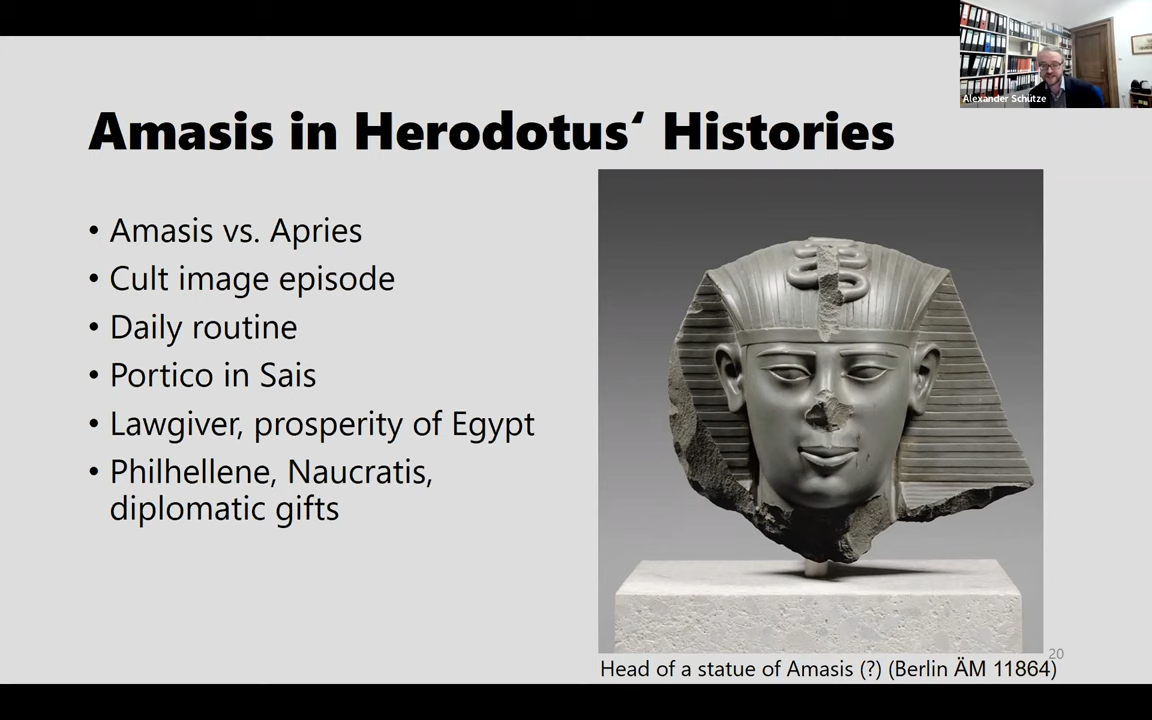 Alexander Schütze
Amasis in Herodotus‘ Histories
• Amasis vs. Apries
• Cult image episode
• Daily routine
• Portico in Sais
• Lawgiver, prosperity of Egypt
• Philhellene, Naucratis,
diplomatic gifts
20
Head of a statue of Amasis (?) (Berlin ÄM 11864)